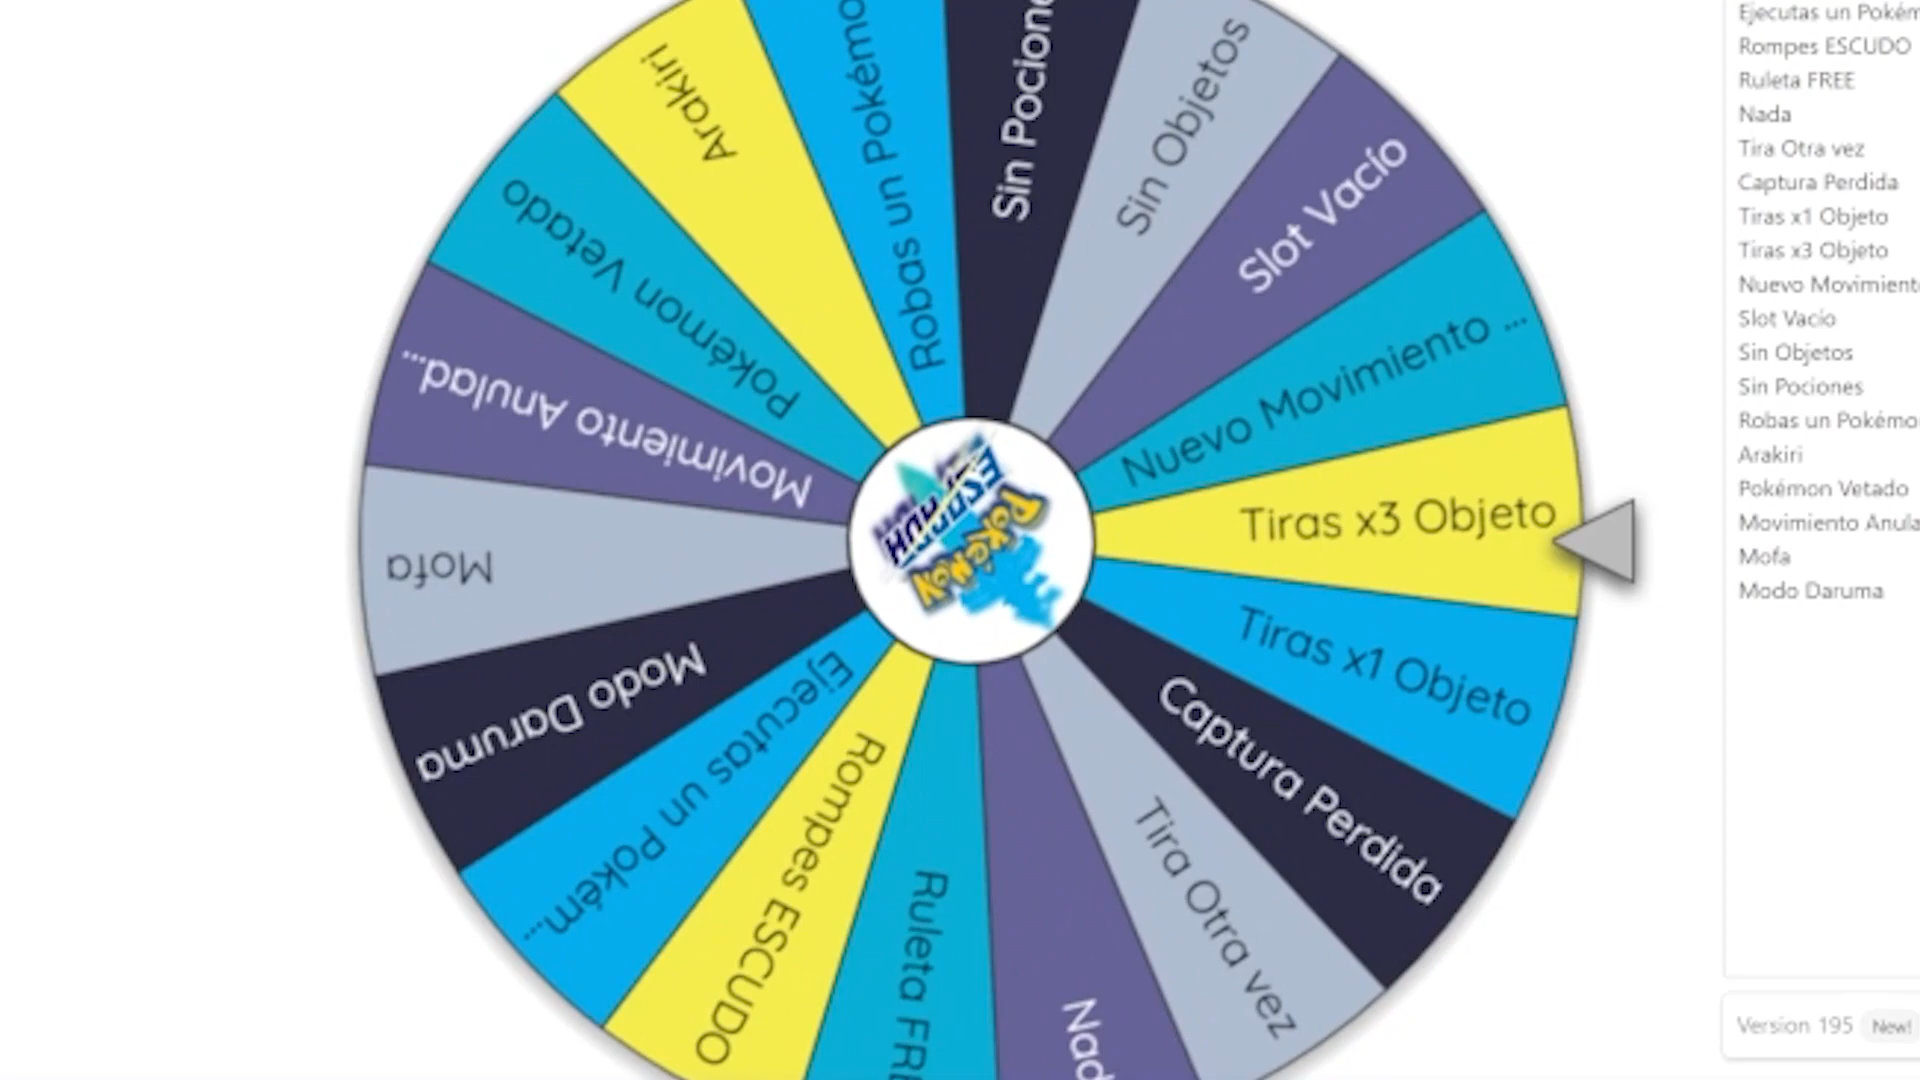 Sin Pocione
Sin Objetos
Slot Vacío
Nuevo Movimiento ...
Tiras x3 Objeto
Tiras x1 Objeto
Captura Perdida
Tira Otra vez
Nad
Ruleta FRE
Rompes ESCUDO
Ejecutas un Pokém...
Modo Daruma
Mofa
Movimiento Anulad...
Pokémon Vetado
Arakiri
Robas un Pokémo
POKÉMON
ESCUDO
Ejecutas un Pokém
Rompes ESCUDO
Ruleta FREE
Nada
Tira Otra vez
Captura Perdida
Tiras x1 Objeto
Tiras x3 Objeto
Nuevo Movimient
Slot Vacío
Sin Objetos
Sin Pociones
Robas un Pokémo
Arakiri
Pokémon Vetado
Movimiento Anula
Mofa
Modo Daruma
Version 195 New!